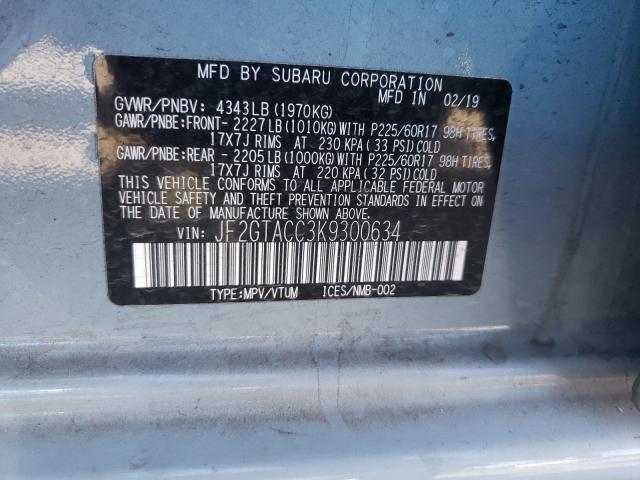 MFD BY SUBARU CORPORATION
MFD IN 02/19
GVWR/PNBV: 4343LB (1970KG)
GAWR/PNBE:FRONT- 2227LB (1010KG) WITH P225/60R17 98H TIRES,
17X7J RIMS AT 230 KPA (33 PSI) COLD
GAWR/PNBE:REAR - 2205LB (1000KG) WITH P225/60R17 98H TIRES,
17X7J RIMS AT 220 KPA (32 PSI) COLD
THIS VEHICLE CONFORMS TO ALL APPLICABLE FEDERAL MOTOR
VEHICLE SAFETY AND THEFT PREVENTION STANDARDS IN EFFECT
ON THE DATE OF MANUFACTURE SHOWN ABOVE.
VIN: JF2GTACC3K9300634
TYPE:MPV/VTUM ICES/NMB-002